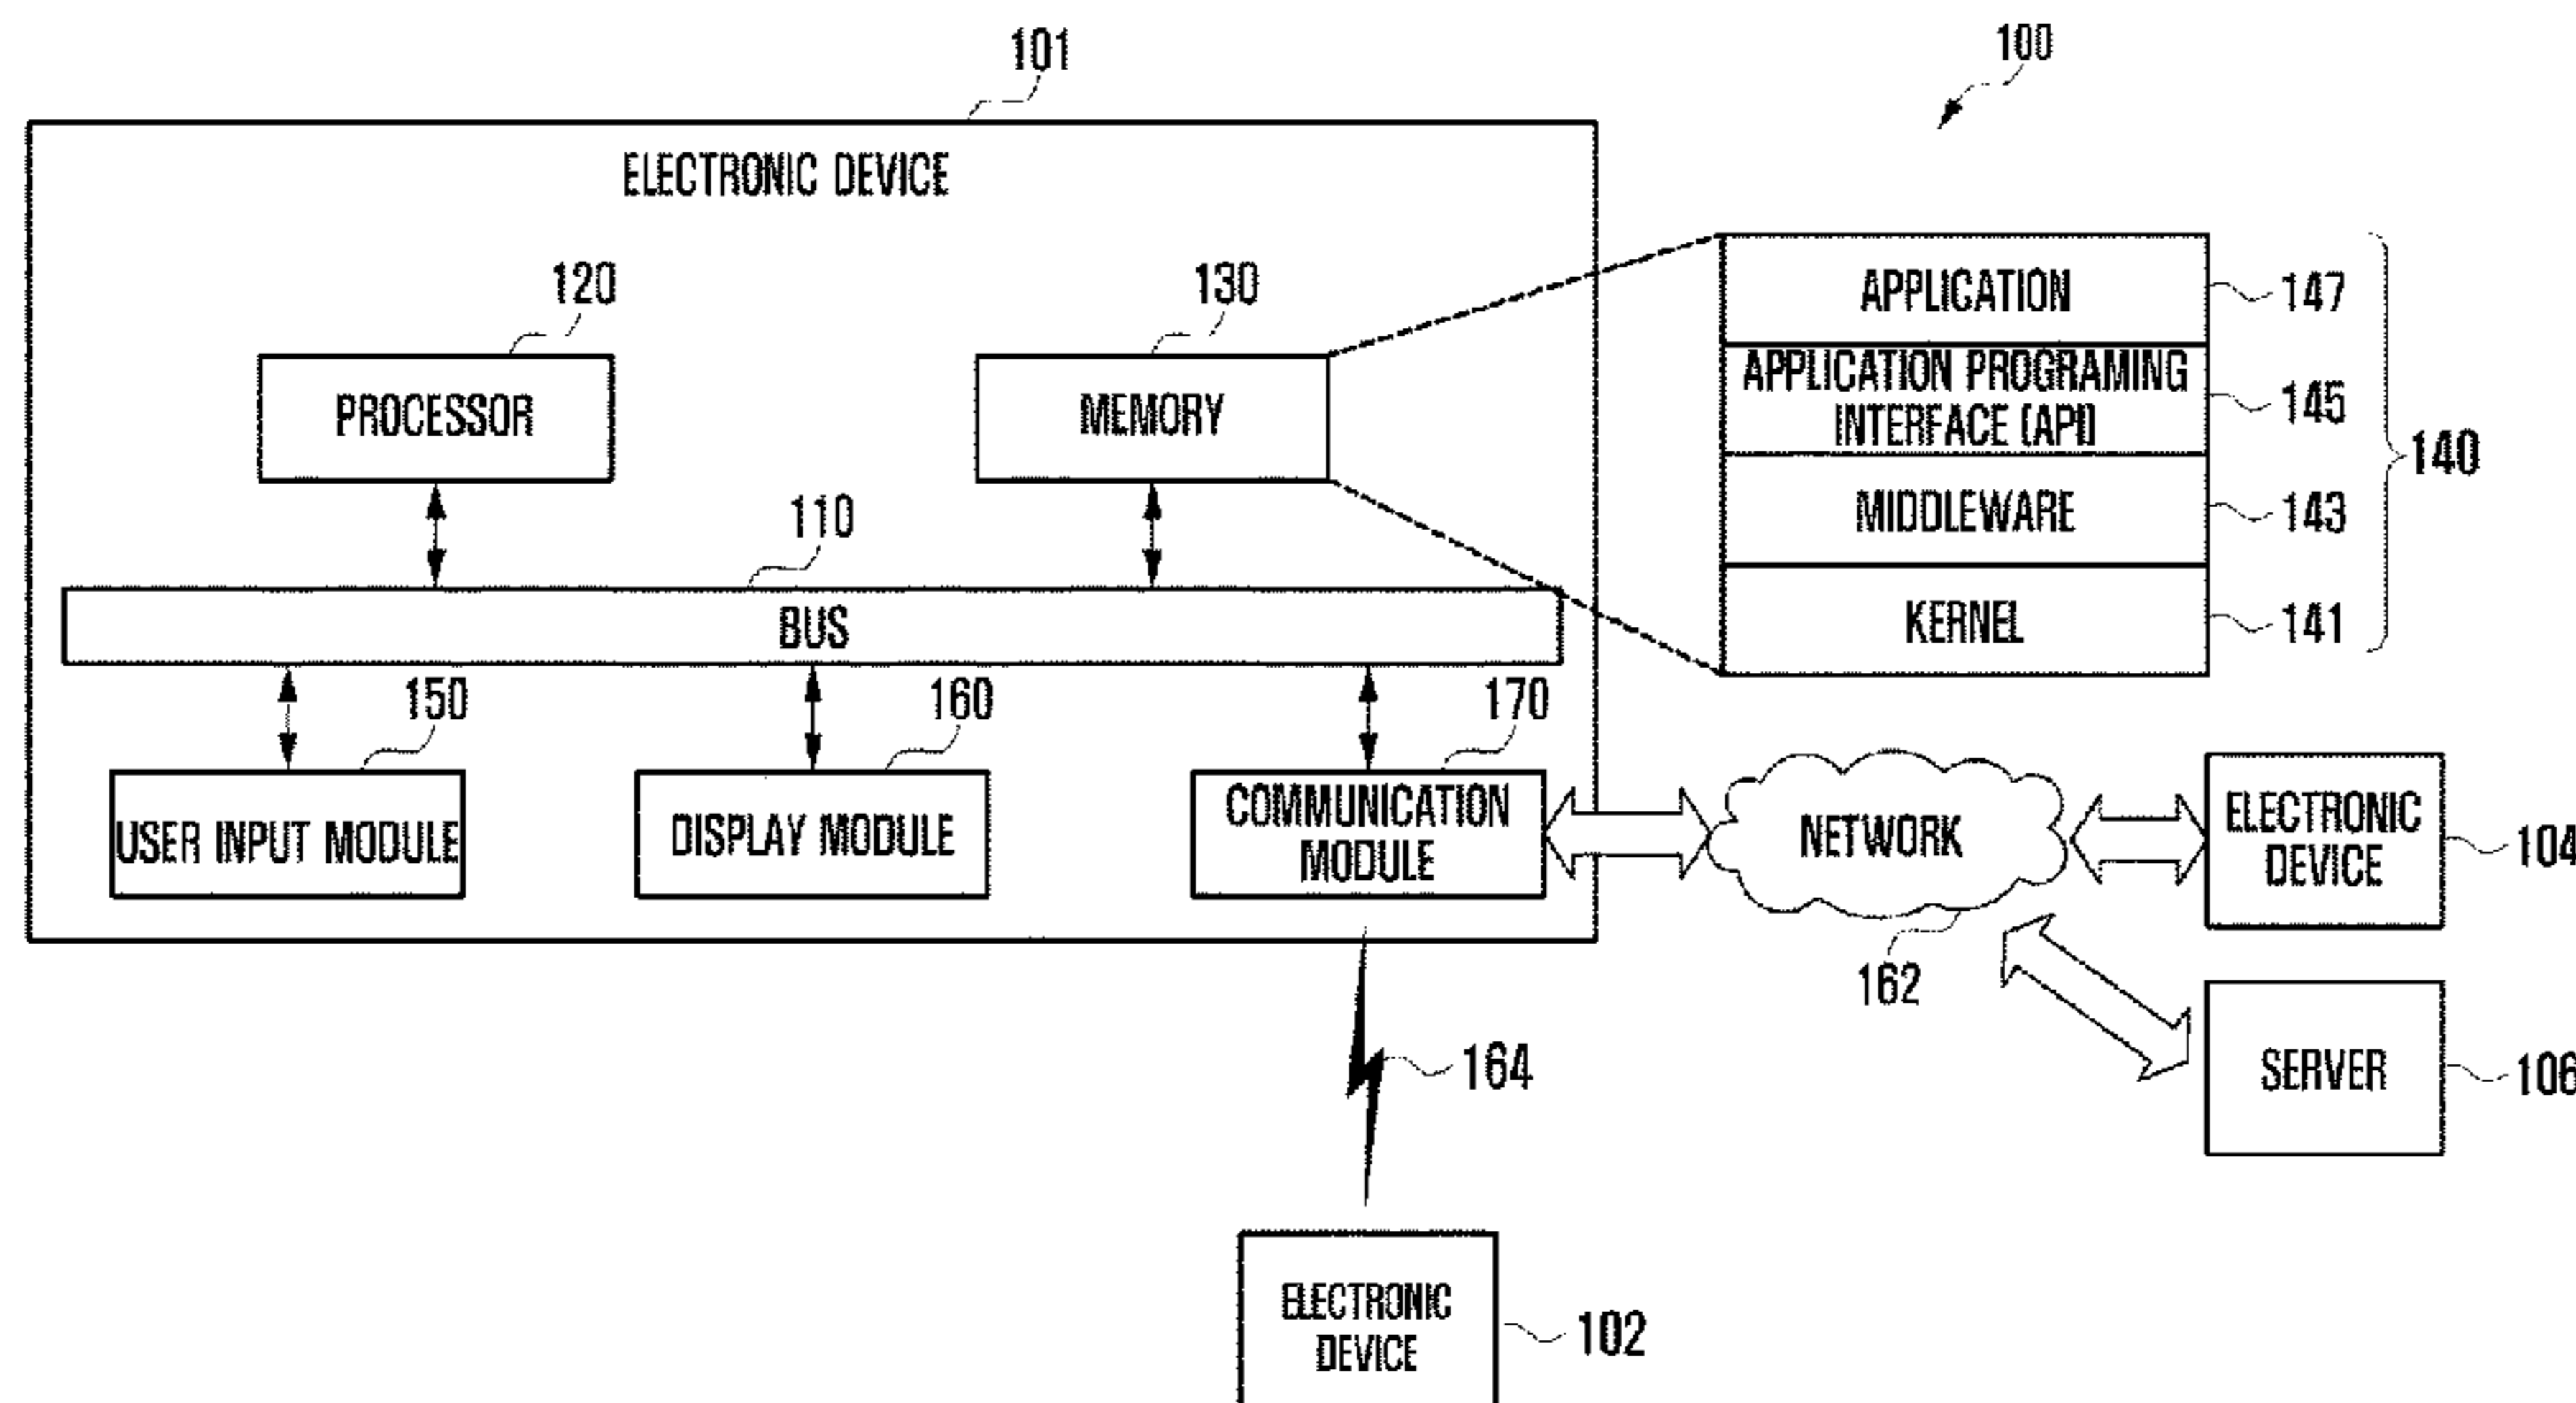 101
100
ELECTRONIC DEVICE
120
130
APPLICATION
147
PROCESSOR
MEMORY
APPLICATION PROGRAMING
INTERFACE (API)
145
140
110
MIDDLEWARE
143
BUS
KERNEL
141
150
160
170
USER INPUT MODULE
DISPLAY MODULE
COMMUNICATION
MODULE
NETWORK
ELECTRONIC
DEVICE
104
162
164
SERVER
106
ELECTRONIC
DEVICE
102